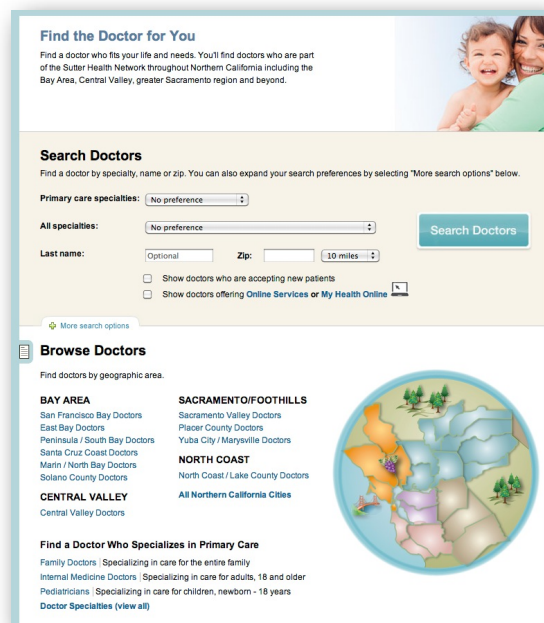 Find the Doctor for You
Find a doctor who fits your life and needs. You'll find doctors who are part
of the Sutter Health Network throughout Northern California including the
Bay Area, Central Valley, greater Sacramento region and beyond.
Search Doctors
Find a doctor by specialty, name or zip. You can also expand your search preferences by selecting "More search options" below.
Primary care specialties: No preference
All specialties: No preference
Search Doctors
Last name: Optional Zip: 10 miles
Show doctors who are accepting new patients
Show doctors offering Online Services or My Health Online
More search options
Browse Doctors
Find doctors by geographic area.
BAY AREA
San Francisco Bay Doctors
East Bay Doctors
Peninsula / South Bay Doctors
Santa Cruz Coast Doctors
Marin / North Bay Doctors
Solano County Doctors
CENTRAL VALLEY
Central Valley Doctors
SACRAMENTO/FOOTHILLS
Sacramento Valley Doctors
Placer County Doctors
Yuba City / Marysville Doctors
NORTH COAST
North Coast / Lake County Doctors
All Northern California Cities
Find a Doctor Who Specializes in Primary Care
Family Doctors | Specializing in care for the entire family
Internal Medicine Doctors | Specializing in care for adults, 18 and older
Pediatricians | Specializing in care for children, newborn - 18 years
Doctor Specialties (view all)